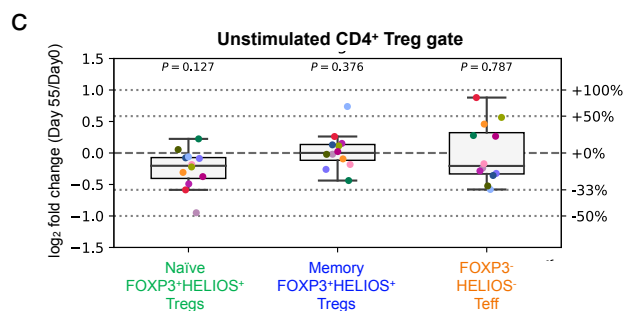 C
Unstimulated CD4⁺ Treg gate
P = 0.127
P = 0.376
P = 0.787
log₂ fold change (Day 55/Day0)
1.5
1.0
0.5
0.0
−0.5
−1.0
−1.5
+100%
+50%
+0%
-33%
-50%
Naïve
FOXP3⁺HELIOS⁺
Tregs
Memory
FOXP3⁺HELIOS⁺
Tregs
FOXP3⁻
HELIOS⁻
Teff